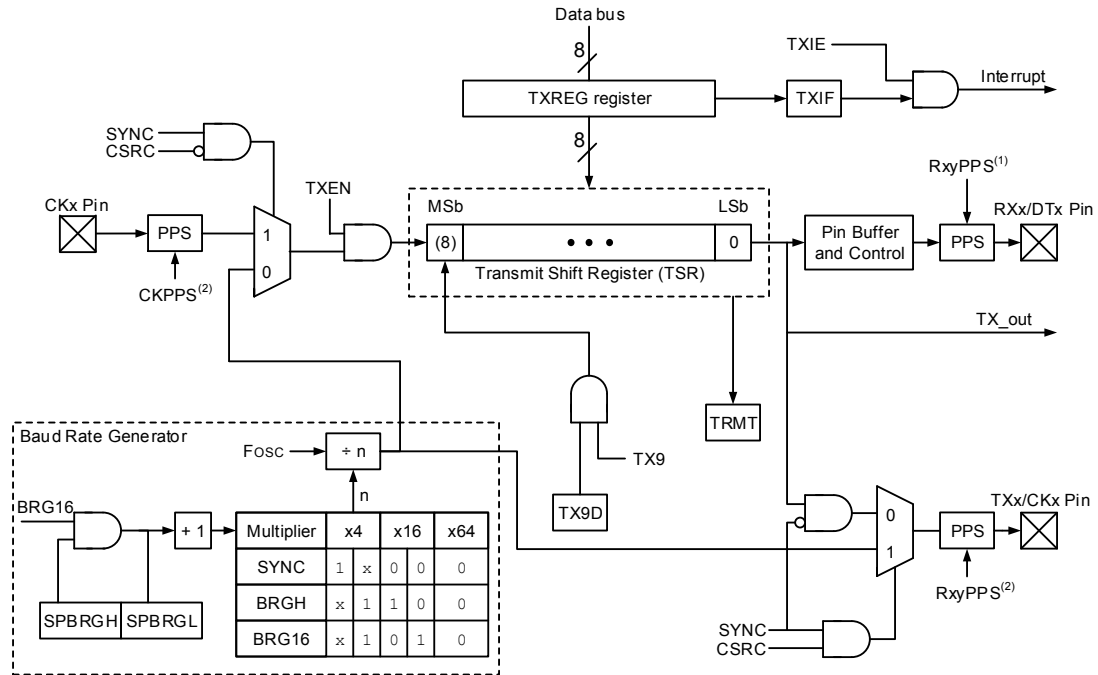 Data bus
8
TXIE
Interrupt
TXREG register
TXIF
8
SYNC
CSRC
RxyPPS(1)
TXEN
CKx Pin
MSb
LSb
RXx/DTx Pin
PPS
1
(8)
• • •
0
Pin Buffer
and Control
PPS
0
Transmit Shift Register (TSR)
CKPPS(2)
TX_out
TRMT
Baud Rate Generator
FOSC
÷ n
TX9
n
TX9D
TXx/CKx Pin
BRG16
+ 1
Multiplier x4 x16 x64
0
PPS
SYNC 1 x 0 0 0
1
BRGH x 1 1 0 0
RxyPPS(2)
SPBRGH SPBRGL
BRG16 x 1 0 1 0
SYNC
CSRC